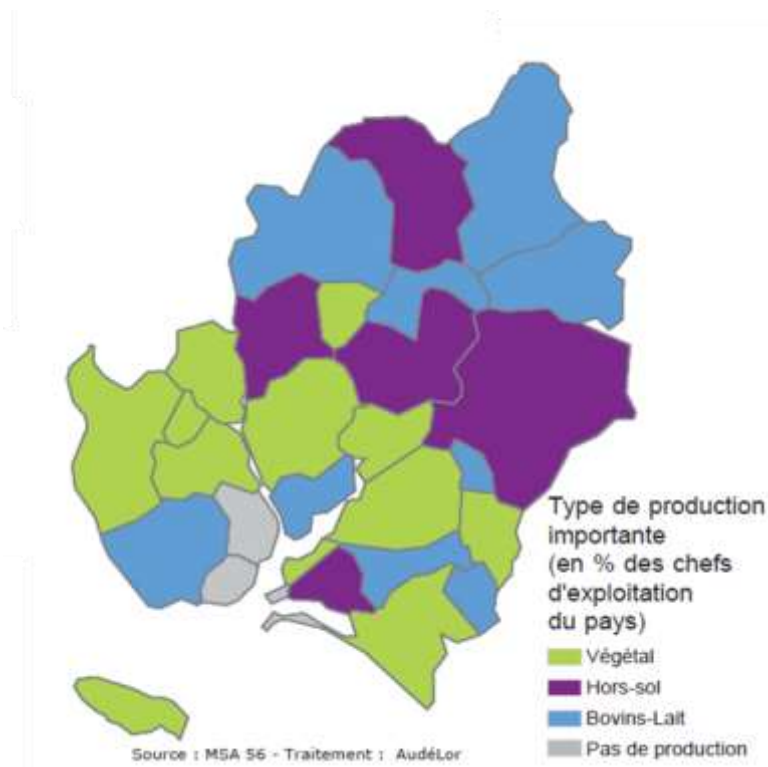 Type de production
importante
(en % des chefs
d'exploitation
du pays)
Végétal
Hors-sol
Bovins-Lait
Pas de production
Source : MSA 56 - Traitement : AudéLor